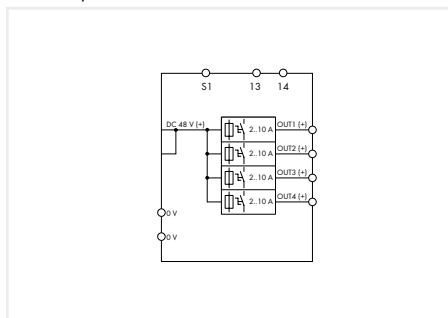 S1 13 14
DC 48 V (+) 2..10 A OUT1 (+)
2..10 A OUT2 (+)
2..10 A OUT3 (+)
2..10 A OUT4 (+)
0 V
0 V